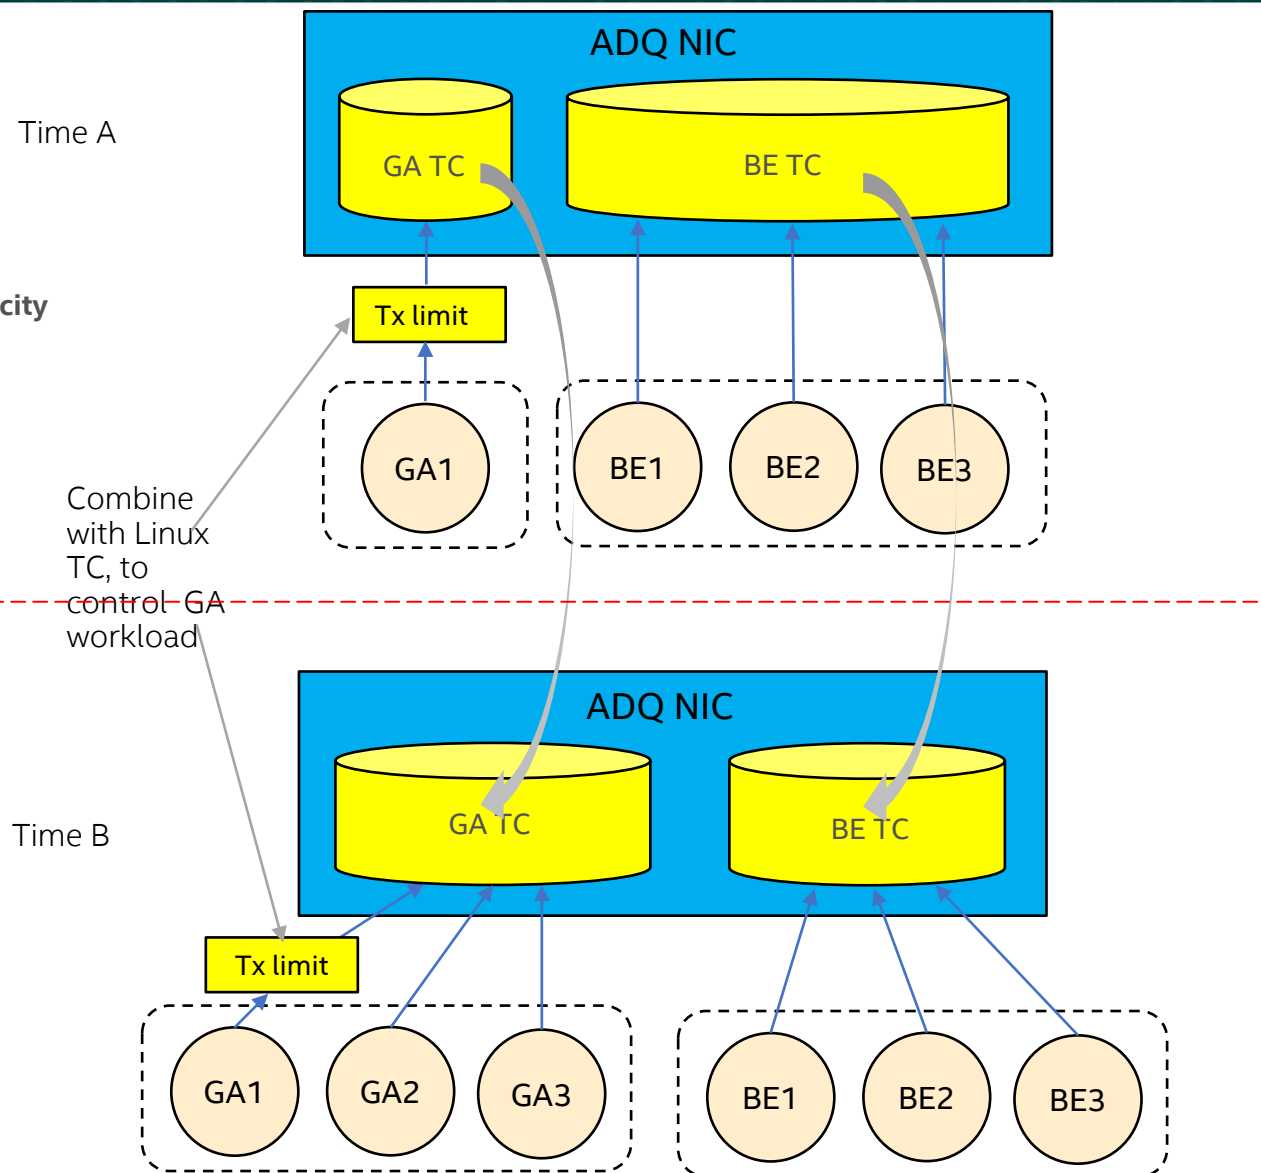 ADQ NIC
Time A
GA TC
BE TC
city
Tx limit
GA1
BE1
BE2
BE3
Combine
with Linux
TC, to
control GA
workload
ADQ NIC
Time B
GA TC
BE TC
Tx limit
GA1
GA2
GA3
BE1
BE2
BE3